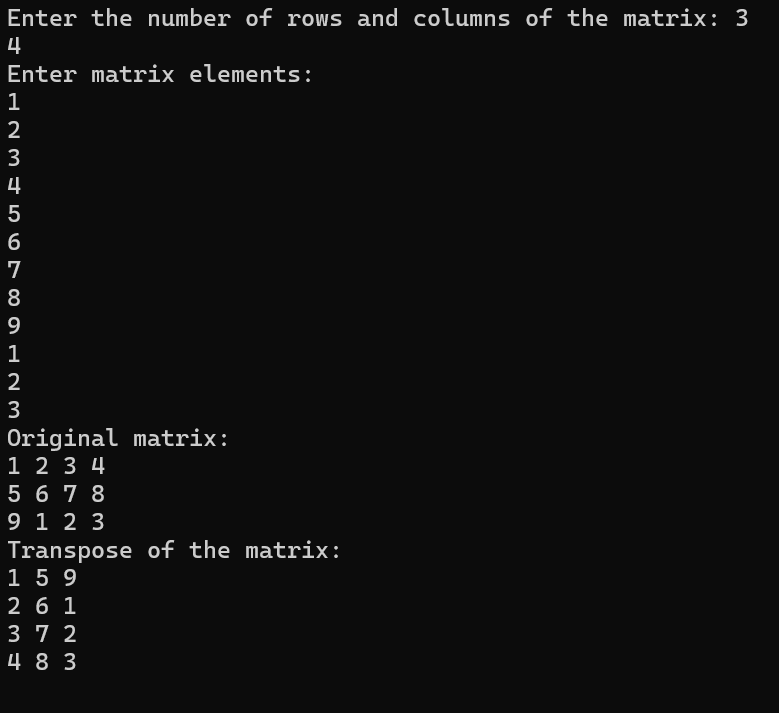 Enter the number of rows and columns of the matrix: 3
4
Enter matrix elements:
1
2
3
4
5
6
7
8
9
1
2
3
Original matrix:
1 2 3 4
5 6 7 8
9 1 2 3
Transpose of the matrix:
1 5 9
2 6 1
3 7 2
4 8 3